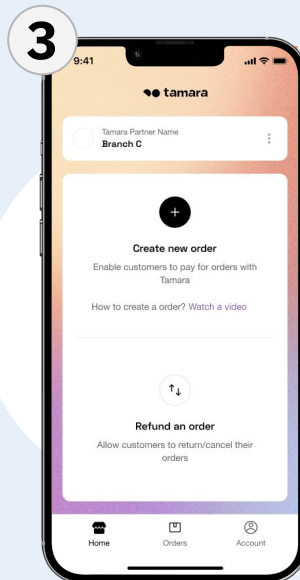 3
9:41
tamara
Tamara Partner Name
Branch C
Create new order
Enable customers to pay for orders with
Tamara
How to create a order? Watch a video
Refund an order
Allow customers to return/cancel their
orders
Home Orders Account